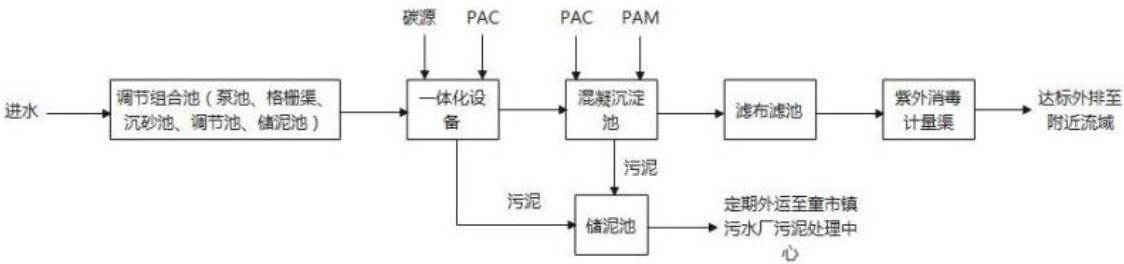 碳源
PAC
PAC
PAM
进水
调节组合池（泵池、格栅渠、
沉砂池、调节池、储泥池）
一体化设
备
混凝沉淀
池
滤布滤池
紫外消毒
计量渠
达标外排至
附近流域
污泥
污泥
储泥池
定期外运至童市镇
污水厂污泥处理中
心